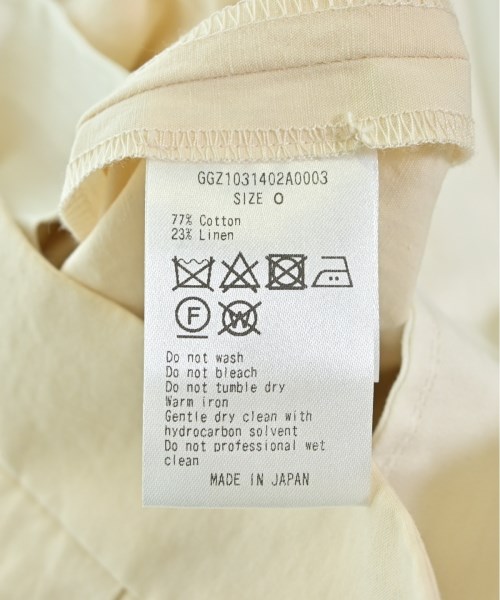 GGZ1031402A0003
SIZE 0
77% Cotton
23% Linen
F
W
Do not wash
Do not bleach
Do not tumble dry
Warm iron
Gentle dry clean with
hydrocarbon solvent
Do not professional wet
clean
MADE IN JAPAN